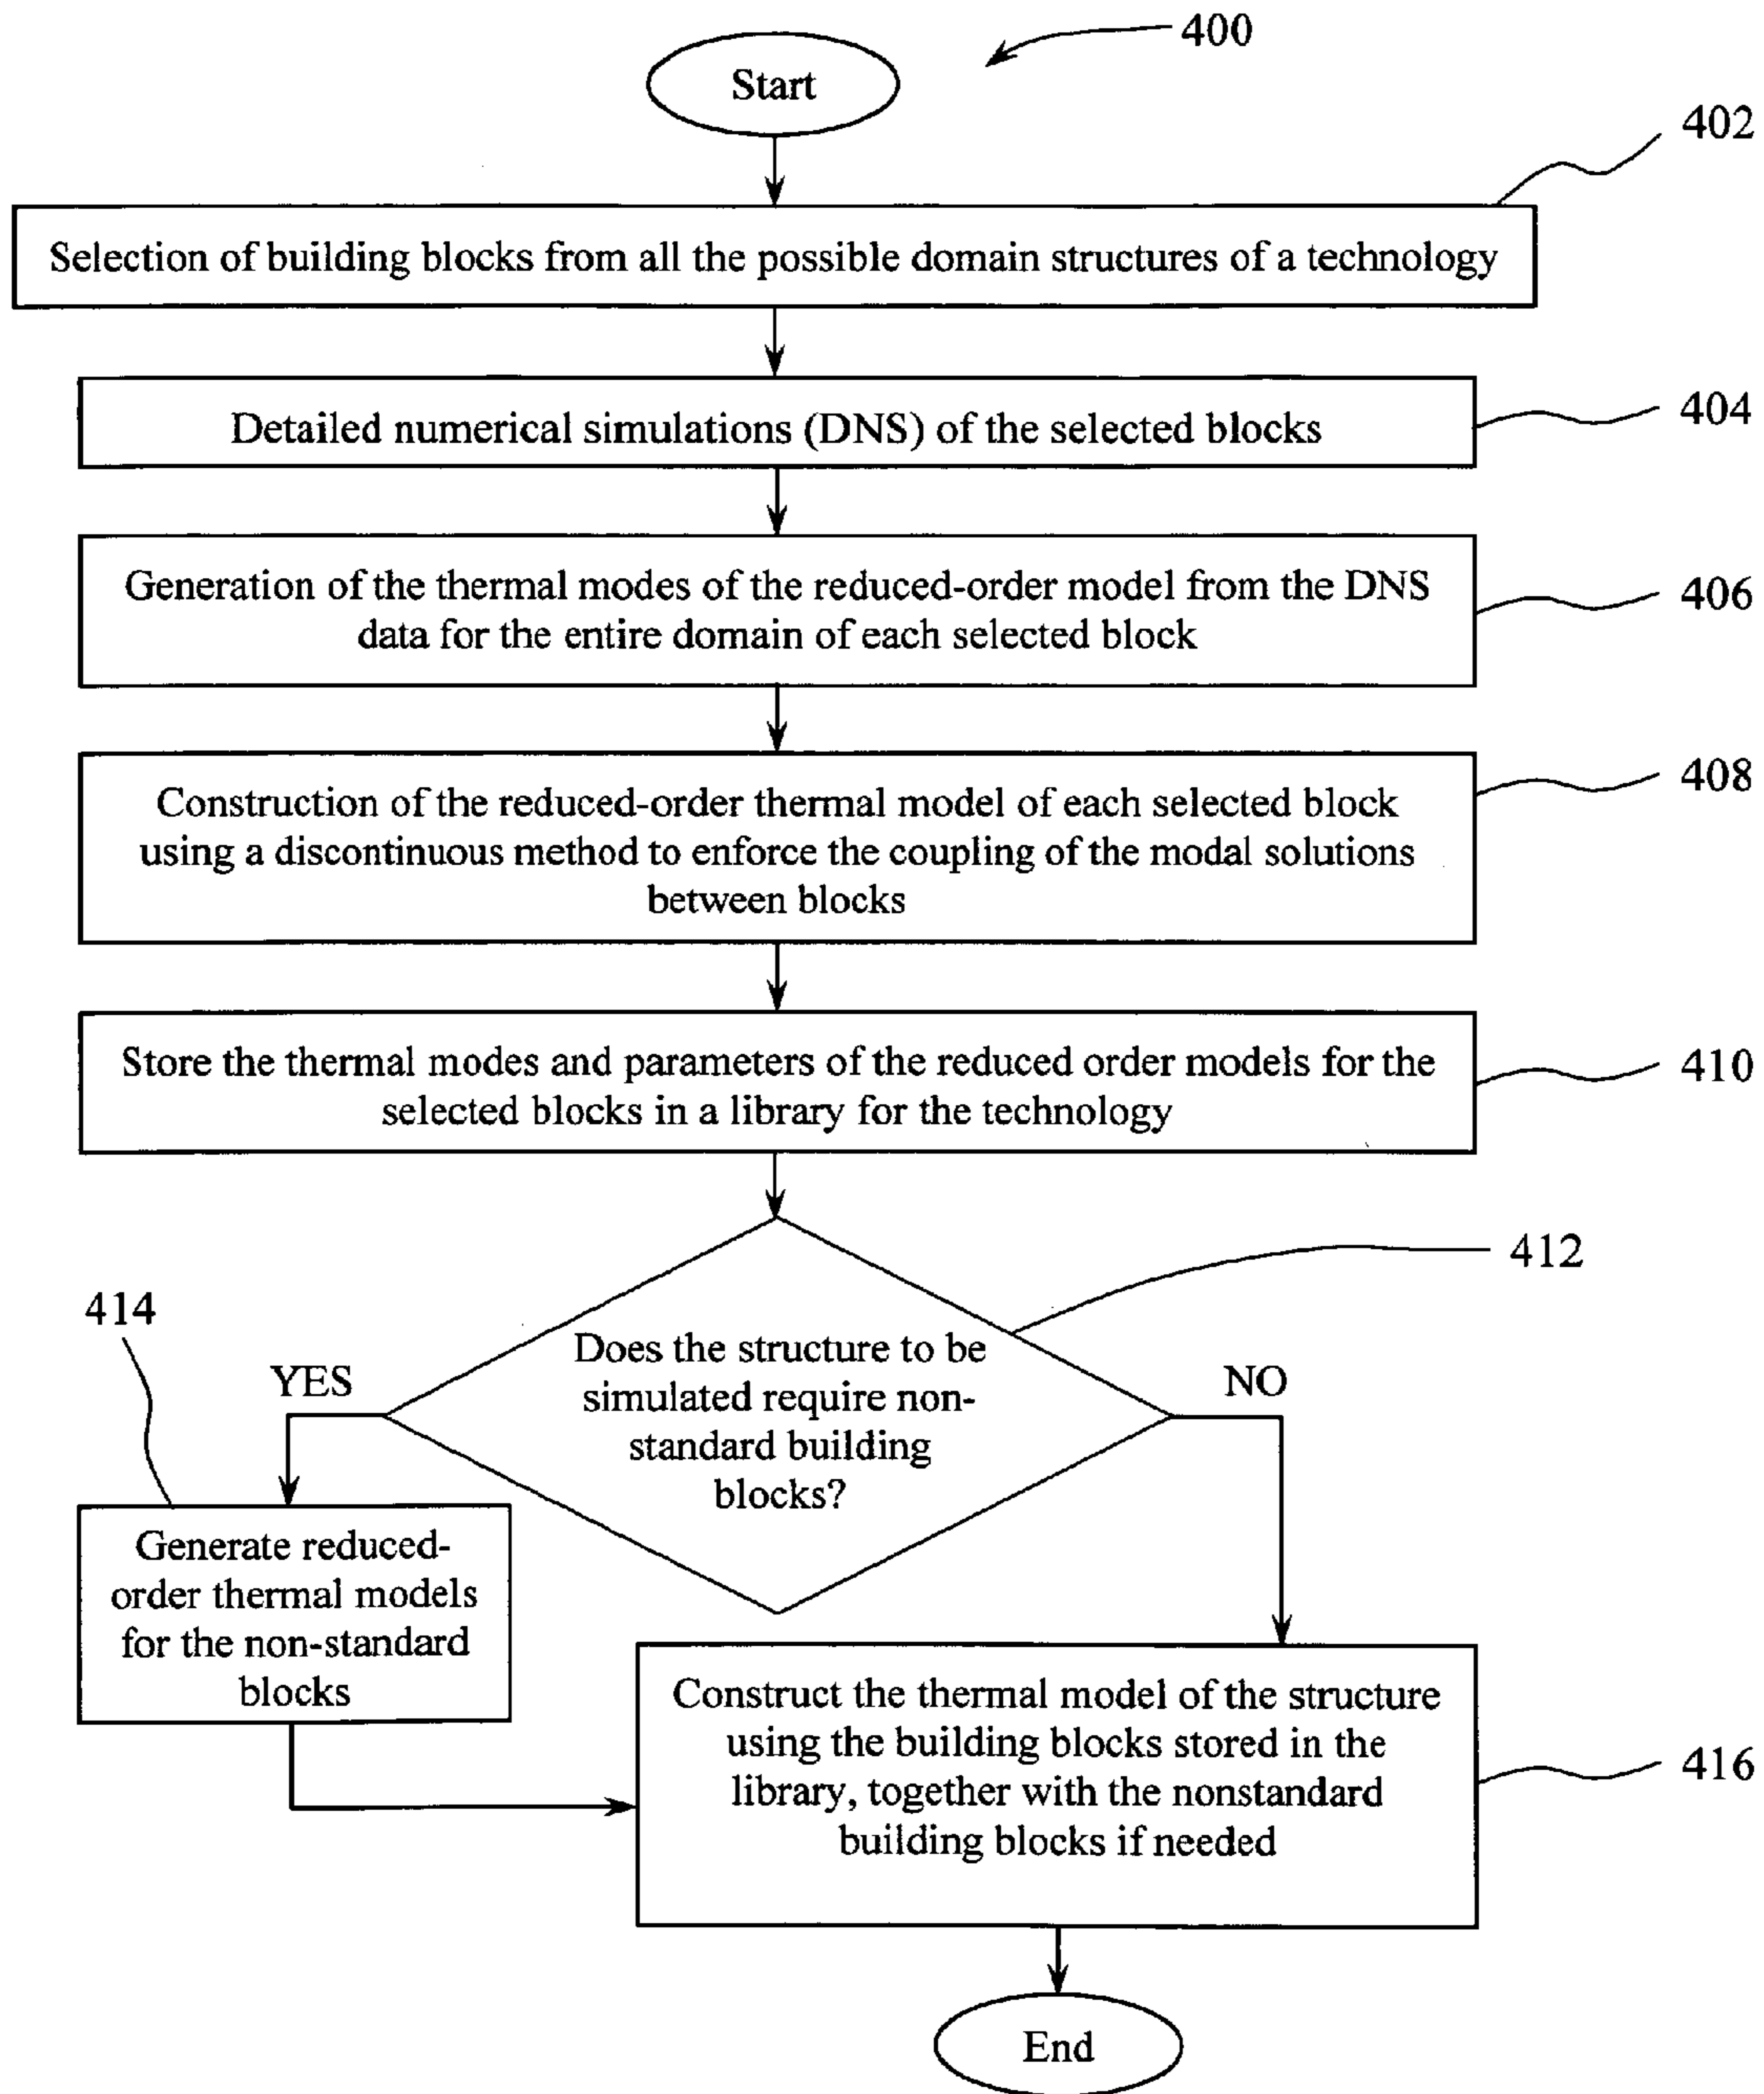 400
Start
402
Selection of building blocks from all the possible domain structures of a technology
404
Detailed numerical simulations (DNS) of the selected blocks
406
Generation of the thermal modes of the reduced-order model from the DNS
data for the entire domain of each selected block
408
Construction of the reduced-order thermal model of each selected block
using a discontinuous method to enforce the coupling of the modal solutions
between blocks
410
Store the thermal modes and parameters of the reduced order models for the
selected blocks in a library for the technology
412
Does the structure to be
simulated require non-
standard building
blocks?
YES
NO
414
Generate reduced-
order thermal models
for the non-standard
blocks
416
Construct the thermal model of the structure
using the building blocks stored in the
library, together with the nonstandard
building blocks if needed
End